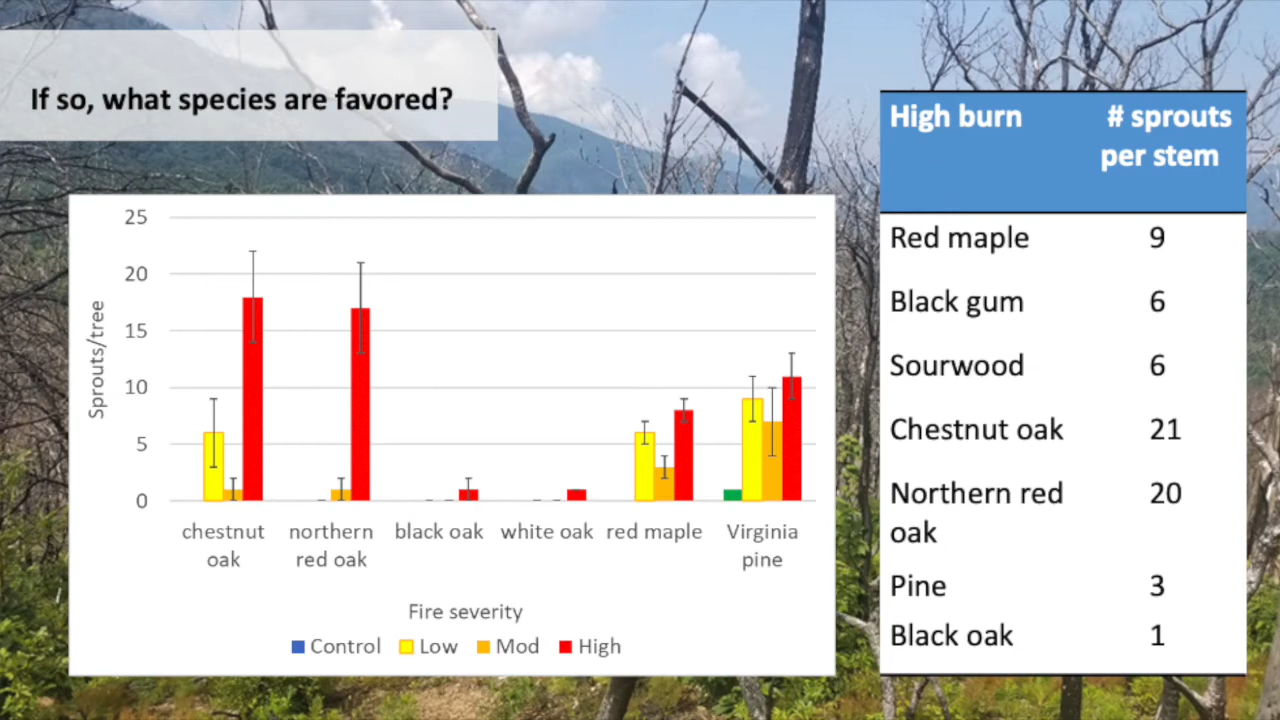 If so, what species are favored?
High burn # sprouts
per stem
Red maple 9
Black gum 6
Sourwood 6
Chestnut oak 21
Northern red 20
oak
Pine 3
Black oak 1
25
20
15
10
5
0
Sprouts/tree
chestnut northern black oak white oak red maple Virginia
oak red oak pine
Fire severity
Control Low Mod High